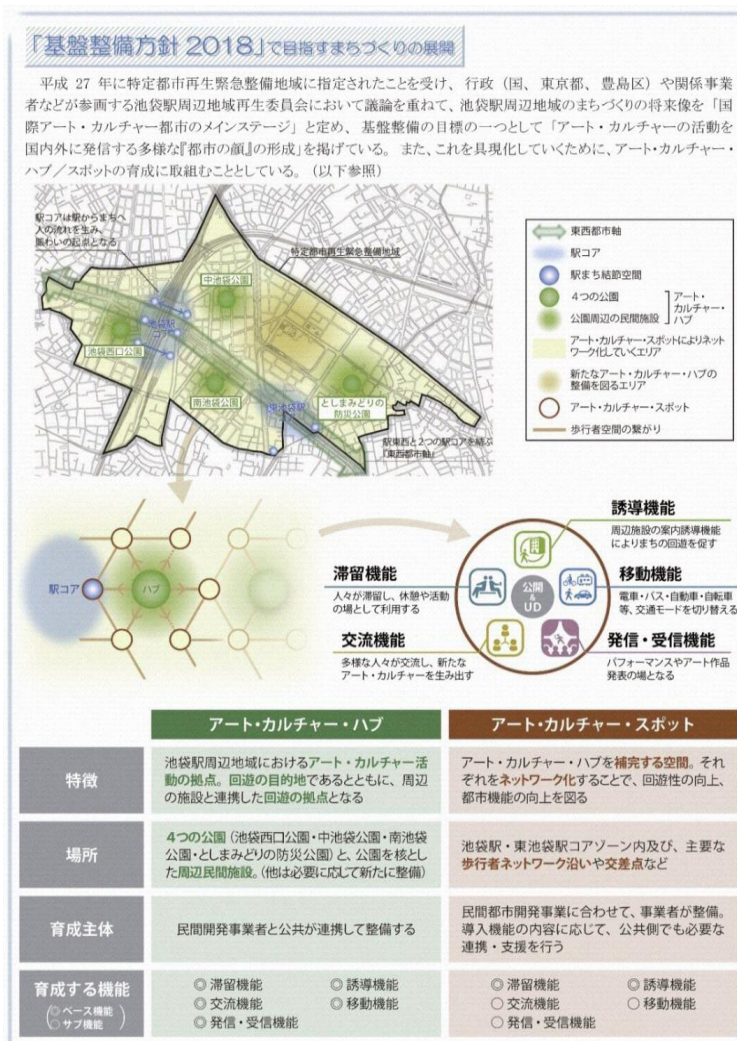 「基盤整備方針 2018」で目指すまちづくりの展開
平成 27 年に特定都市再生緊急整備地域に指定されたことを受け、行政（国、東京都、豊島区）や関係事業
者などが参画する池袋駅周辺地域再生委員会において議論を重ねて、池袋駅周辺地域のまちづくりの将来像を「国
際アート・カルチャー都市のメインステージ」と定め、基盤整備の目標の一つとして「アート・カルチャーの活動を
国内外に発信する多様な『都市の顔』の形成」を掲げている。また、これを具現化していくために、アート・カルチャー・
ハブ／スポットの育成に取組むこととしている。（以下参照）
駅コアは駅からまちへ
人の流れを生み、
賑わいの起点となる
特定都市再生緊急整備地域
中池袋公園
池袋駅
コア
池袋西口公園
南池袋公園
東池袋駅
としまみどりの
防災公園
駅東西と2つの駅コアを結ぶ
『東西都市軸』
東西都市軸
駅コア
駅まち結節空間
4つの公園
公園周辺の民間施設
アート・
カルチャー・
ハブ
アート・カルチャー・スポットによりネット
ワーク化していくエリア
新たなアート・カルチャー・ハブの
整備を図るエリア
アート・カルチャー・スポット
歩行者空間の繋がり
駅コア
ハブ
誘導機能
周辺施設の案内誘導機能
によりまちの回遊を促す
滞留機能
人々が滞留し、休憩や活動
の場として利用する
公開
&
UD
移動機能
電車・バス・自動車・自転車
等、交通モードを切り替える
交流機能
多様な人々が交流し、新たな
アート・カルチャーを生み出す
発信・受信機能
パフォーマンスやアート作品
発表の場となる
アート・カルチャー・ハブ
アート・カルチャー・スポット
特徴
池袋駅周辺地域におけるアート・カルチャー活
動の拠点。回遊の目的地であるとともに、周辺
の施設と連携した回遊の拠点となる
アート・カルチャー・ハブを補完する空間。それ
ぞれをネットワーク化することで、回遊性の向上、
都市機能の向上を図る
場所
4つの公園（池袋西口公園・中池袋公園・南池袋
公園・としまみどりの防災公園）と、公園を核とし
た周辺民間施設。（他は必要に応じて新たに整備）
池袋駅・東池袋駅コアゾーン内及び、主要な
歩行者ネットワーク沿いや交差点など
育成主体
民間開発事業者と公共が連携して整備する
民間都市開発事業に合わせて、事業者が整備。
導入機能の内容に応じて、公共側でも必要な
連携・支援を行う
育成する機能
（◎ベース機能
○サブ機能）
◎ 滞留機能 ◎ 誘導機能
◎ 交流機能 ◎ 移動機能
◎ 発信・受信機能
◎ 滞留機能 ◎ 誘導機能
○ 交流機能 ○ 移動機能
○ 発信・受信機能